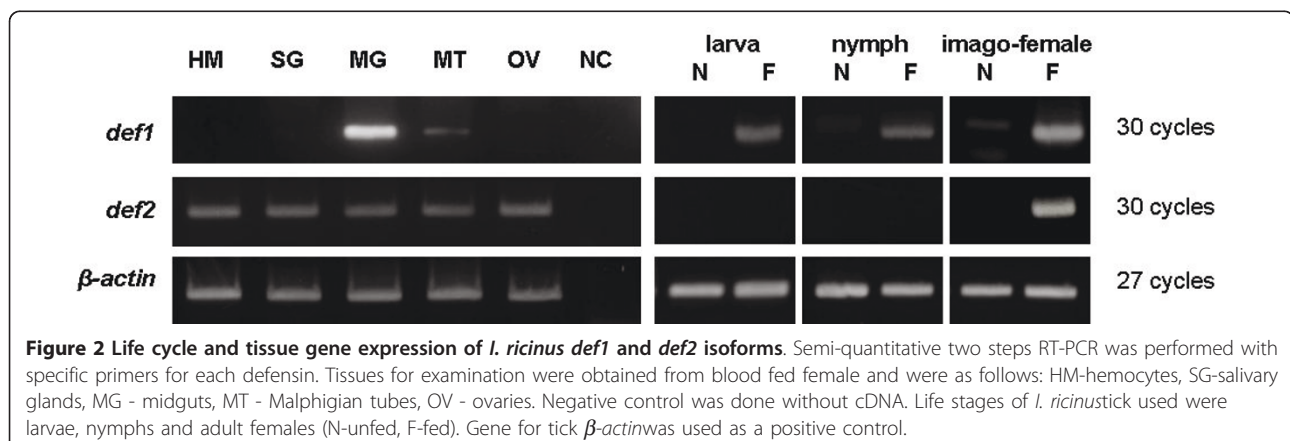 larva nymph imago-female
HM SG MG MT OV NC N F N F N F
def1 30 cycles
def2 30 cycles
β-actin 27 cycles
Figure 2 Life cycle and tissue gene expression of I. ricinus def1 and def2 isoforms. Semi-quantitative two steps RT-PCR was performed with
specific primers for each defensin. Tissues for examination were obtained from blood fed female and were as follows: HM-hemocytes, SG-salivary
glands, MG - midguts, MT - Malphigian tubes, OV - ovaries. Negative control was done without cDNA. Life stages of I. ricinustick used were
larvae, nymphs and adult females (N-unfed, F-fed). Gene for tick β-actinwas used as a positive control.